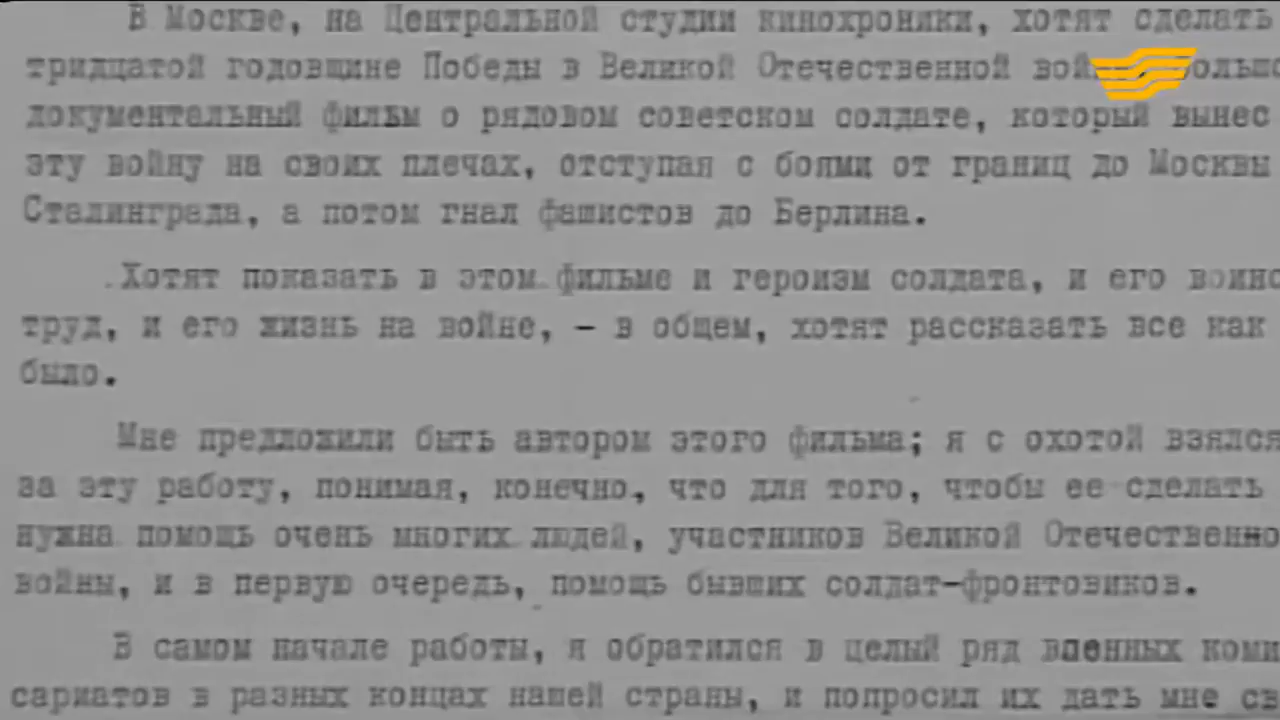 В Москве, на Центральной студии кинохроники, хотят сделать
тридцатой годовщине Победы в Великой Отечественной
документальный фильм о рядовом советском солдате, который вынес
эту войну на своих плечах, отступая с боями от границ до Москвы
Сталинграда, а потом гнал фашистов до Берлина.
Хотят показать в этом фильме и героизм солдата, и его воинс
труд, и его жизнь на войне, - в общем, хотят рассказать все как
было.
Мне предложили быть автором этого фильма; я с охотой взялся
за эту работу, понимая, конечно, что для того, чтобы ее сделать
нужна помощь очень многих людей, участников Великой Отечественно
войны, и в первую очередь, помощь бывших солдат-фронтовиков.
В самом начале работы, я обратился в целый ряд военных коми
сариатов в разных концах нашей страны, и попросил их дать мне св